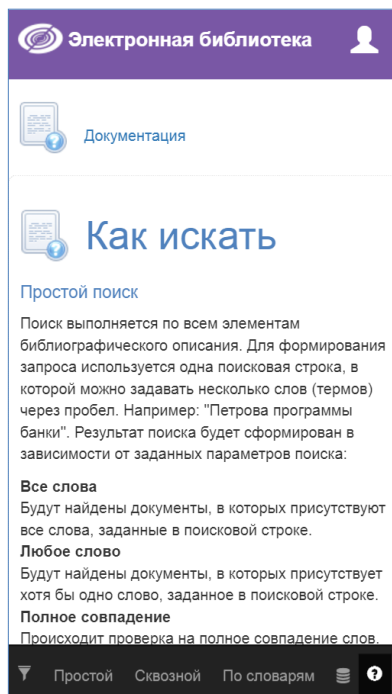 Электронная библиотека
Документация
Как искать
Простой поиск
Поиск выполняется по всем элементам
библиографического описания. Для формирования
запроса используется одна поисковая строка, в
которой можно задавать несколько слов (термов)
через пробел. Например: "Петрова программы
банки". Результат поиска будет сформирован в
зависимости от заданных параметров поиска:
Все слова
Будут найдены документы, в которых присутствуют
все слова, заданные в поисковой строке.
Любое слово
Будут найдены документы, в которых присутствует
хотя бы одно слово, заданное в поисковой строке.
Полное совпадение
Происходит проверка на полное совпадение слов.
Простой Сквозной По словарям